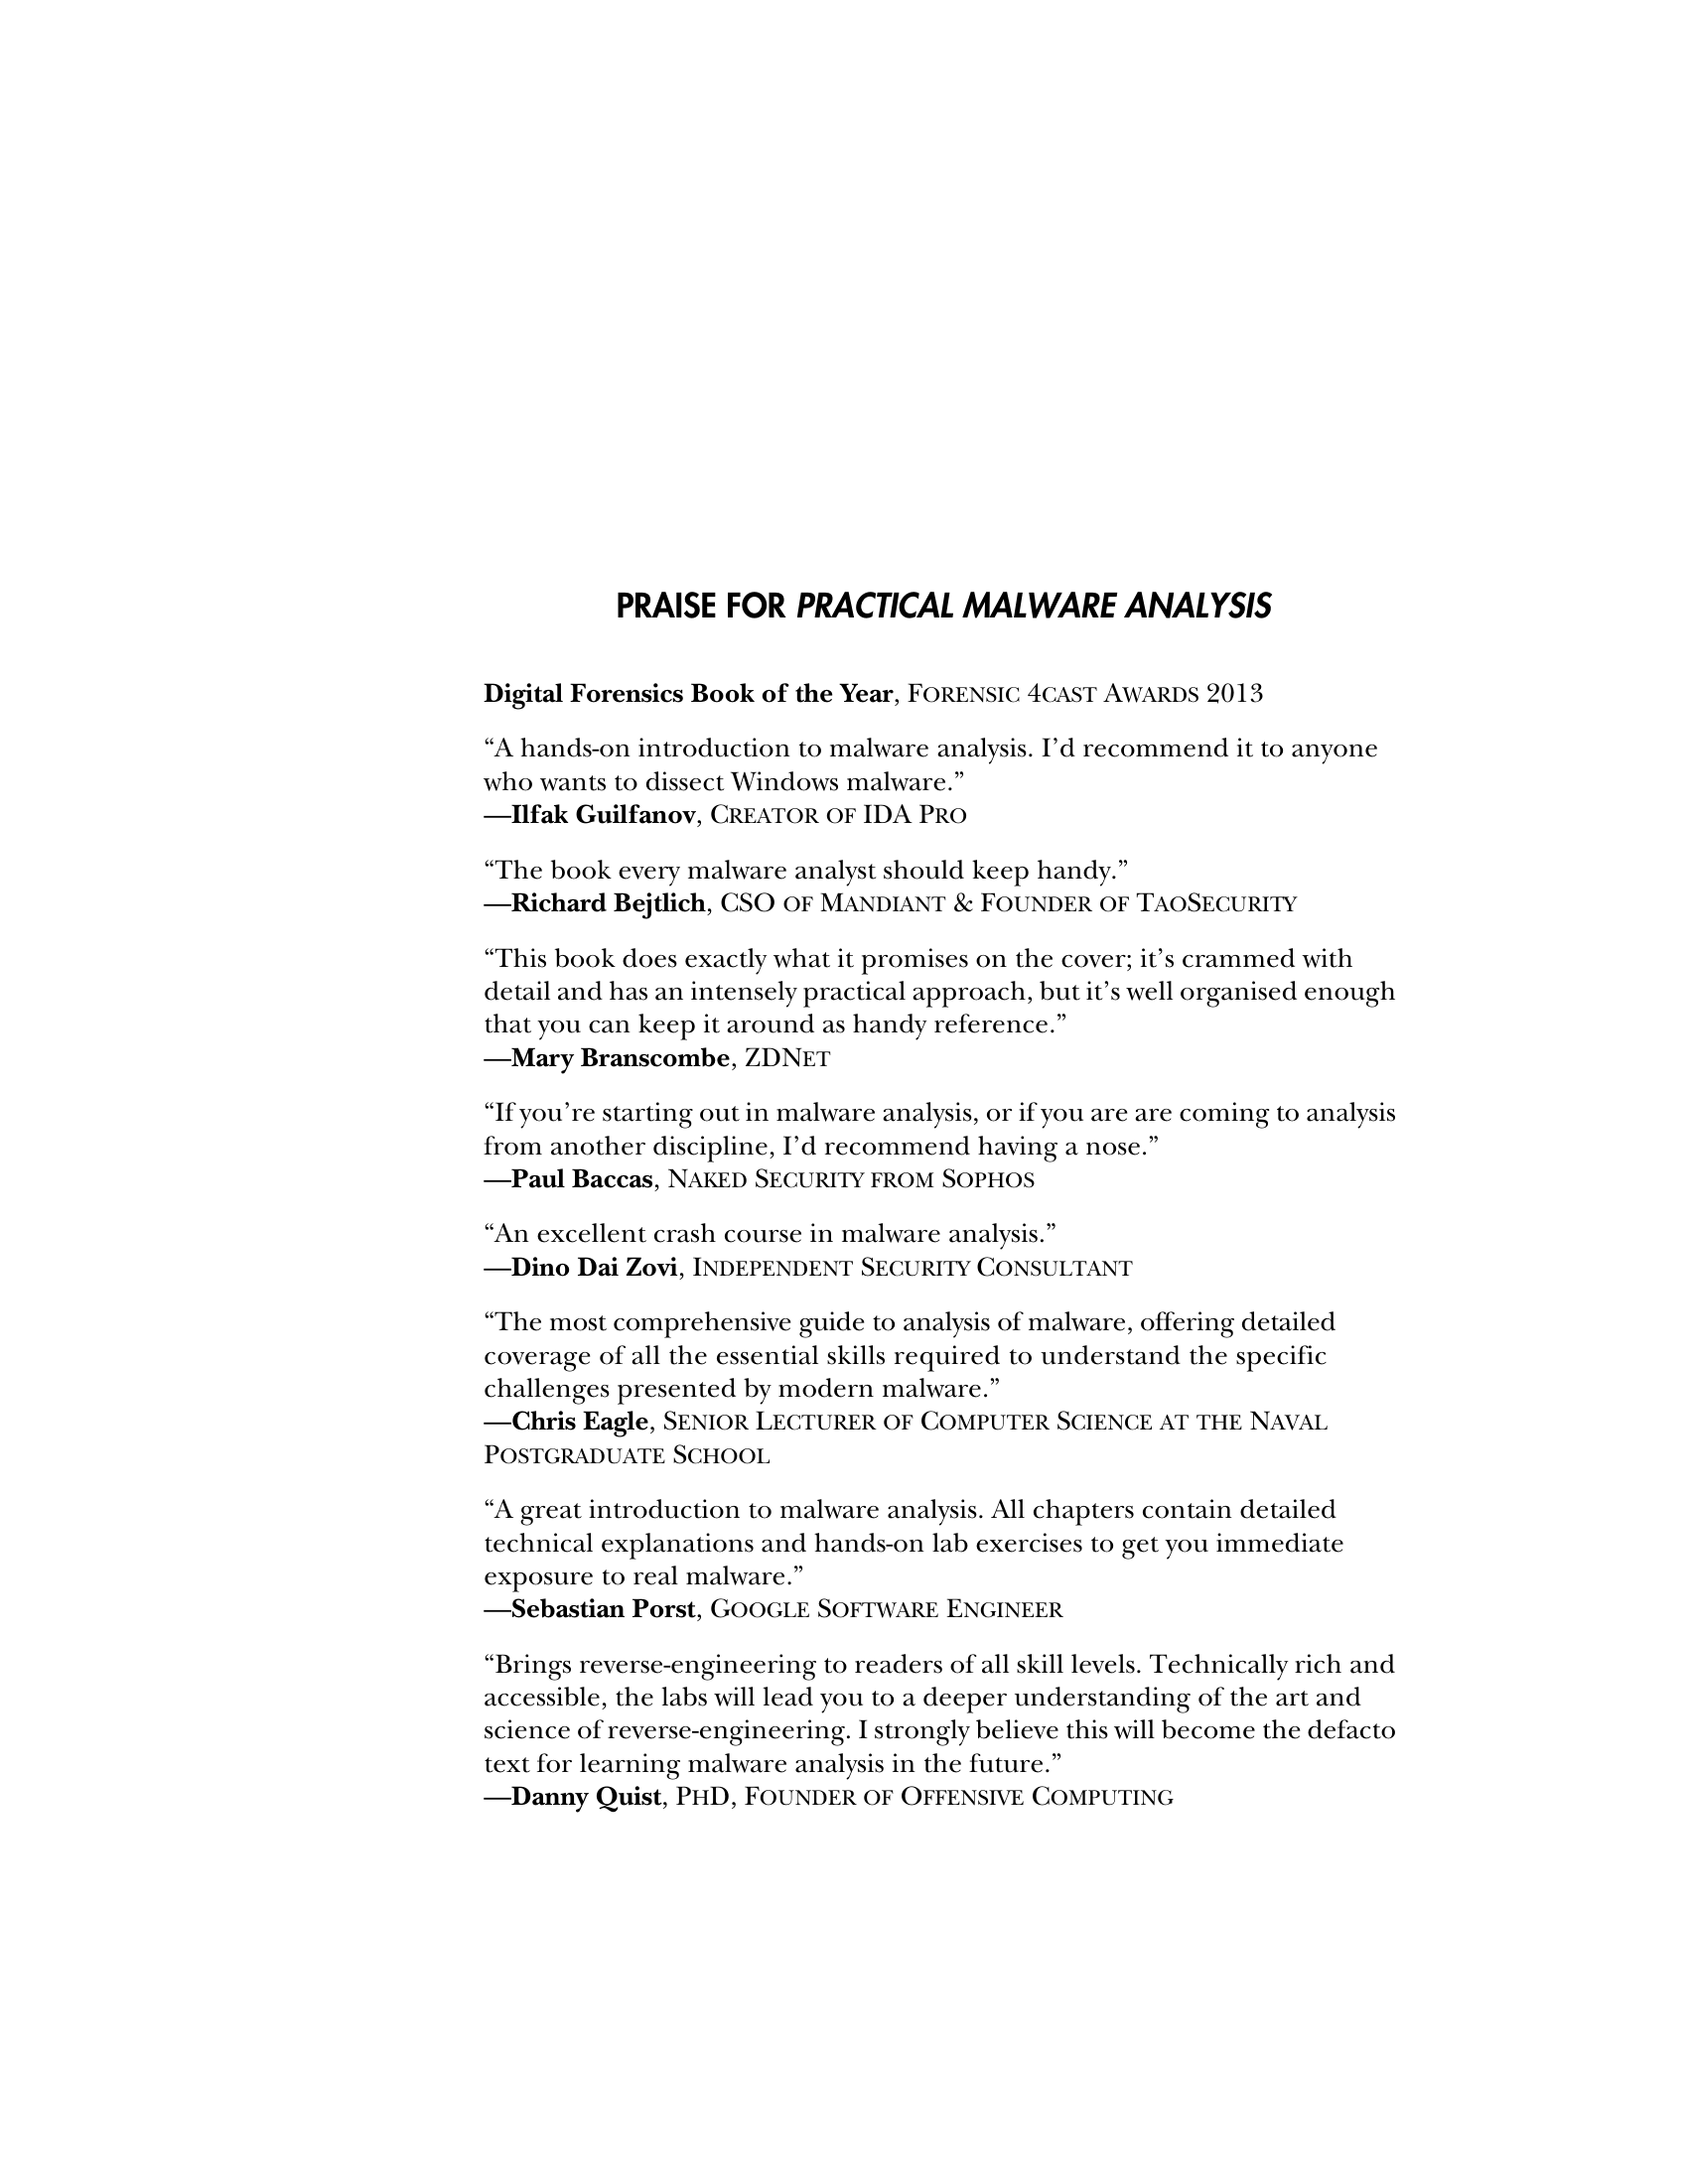 PRAISE FOR PRACTICAL MALWARE ANALYSIS
Digital Forensics Book of the Year, FORENSIC 4CAST AWARDS 2013
“A hands-on introduction to malware analysis. I’d recommend it to anyone
who wants to dissect Windows malware.”
—Ilfak Guilfanov, CREATOR OF IDA PRO
“The book every malware analyst should keep handy.”
—Richard Bejtlich, CSO OF MANDIANT & FOUNDER OF TAOSECURITY
“This book does exactly what it promises on the cover; it’s crammed with
detail and has an intensely practical approach, but it’s well organised enough
that you can keep it around as handy reference.”
—Mary Branscombe, ZDNET
“If you’re starting out in malware analysis, or if you are are coming to analysis
from another discipline, I’d recommend having a nose.”
—Paul Baccas, NAKED SECURITY FROM SOPHOS
“An excellent crash course in malware analysis.”
—Dino Dai Zovi, INDEPENDENT SECURITY CONSULTANT
“The most comprehensive guide to analysis of malware, offering detailed
coverage of all the essential skills required to understand the specific
challenges presented by modern malware.”
—Chris Eagle, SENIOR LECTURER OF COMPUTER SCIENCE AT THE NAVAL
POSTGRADUATE SCHOOL
“A great introduction to malware analysis. All chapters contain detailed
technical explanations and hands-on lab exercises to get you immediate
exposure to real malware.”
—Sebastian Porst, GOOGLE SOFTWARE ENGINEER
“Brings reverse-engineering to readers of all skill levels. Technically rich and
accessible, the labs will lead you to a deeper understanding of the art and
science of reverse-engineering. I strongly believe this will become the defacto
text for learning malware analysis in the future.”
—Danny Quist, PHD, FOUNDER OF OFFENSIVE COMPUTING